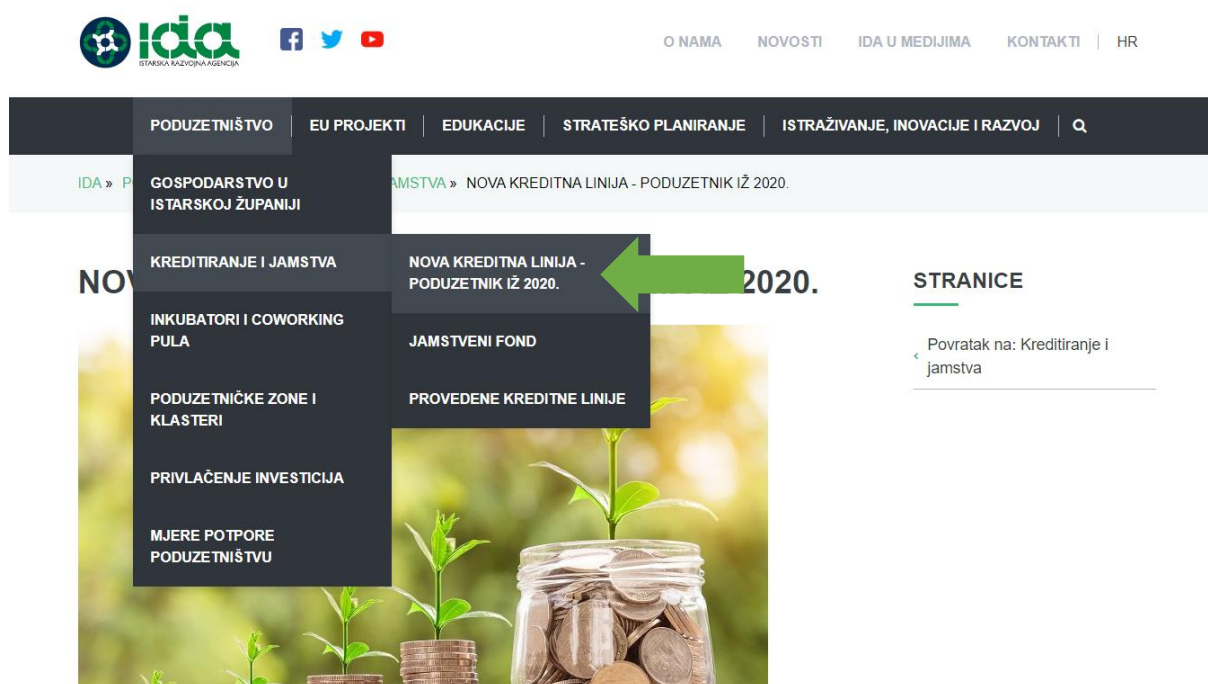 ida
ISTARSKA RAZVOJNA AGENCIJA
O NAMA NOVOSTI IDA U MEDIJIMA KONTAKTI HR
PODUZETNIŠTVO EU PROJEKTI EDUKACIJE STRATEŠKO PLANIRANJE ISTRAŽIVANJE, INOVACIJE I RAZVOJ
IDA » NOVA KREDITNA LINIJA - PODUZETNIK IŽ 2020.
GOSPODARSTVO U
ISTARSKOJ ŽUPANIJI
KREDITIRANJE I JAMSTVA
INKUBATORI I COWORKING
PULA
PODUZETNIČKE ZONE I
KLASTERI
PRIVLAČENJE INVESTICIJA
MJERE POTPORE
PODUZETNIŠTVU
NOVA KREDITNA LINIJA -
PODUZETNIK IŽ 2020.
JAMSTVENI FOND
PROVEDENE KREDITNE LINIJE
2020.
STRANICE
Povratak na: Kreditiranje i
jamstva